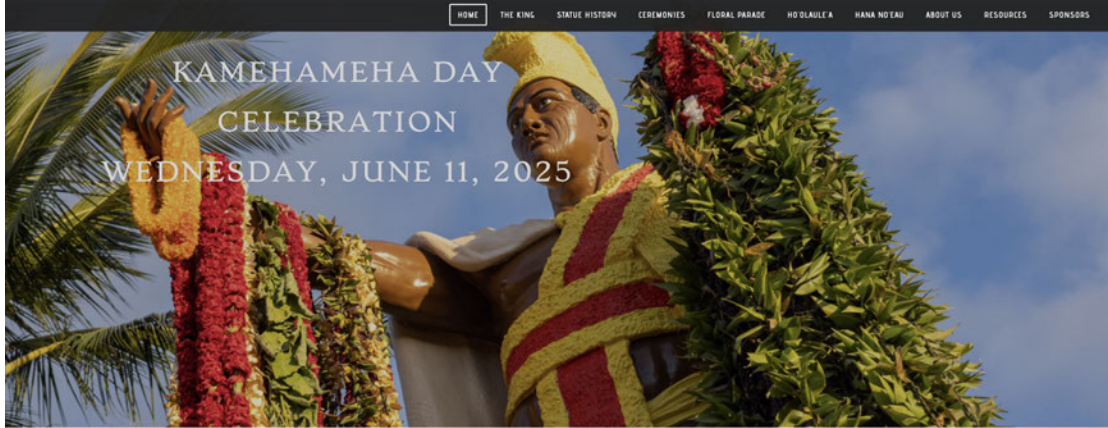 HOME THE KING STATUE HISTORY CEREMONIES FLORAL PARADE HO'OLAULE'A HANA NO'EAU ABOUT US RESOURCES SPONSORS
KAMEHAMEHA DAY
CELEBRATION
WEDNESDAY, JUNE 11, 2025